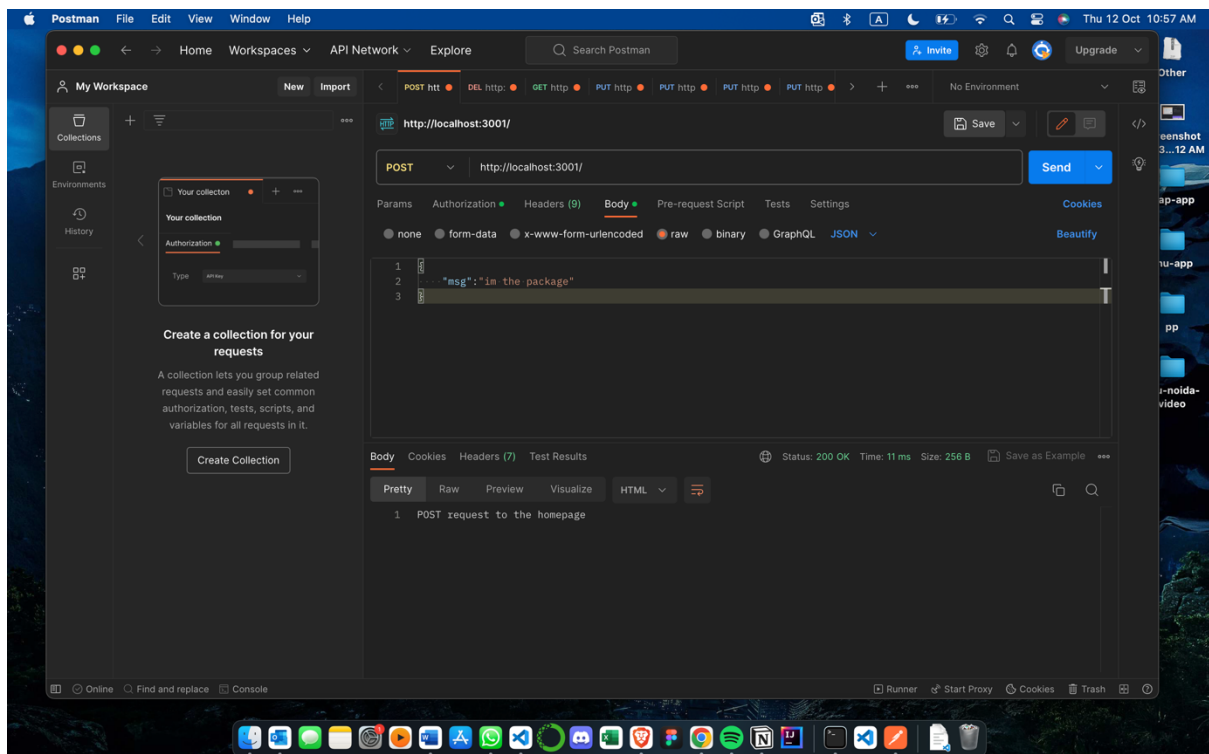 Postman File Edit View Window Help
Thu 12 Oct 10:57 AM
Home Workspaces API Network Explore
Search Postman
Invite
Upgrade
Other
My Workspace
New Import
POST htt
DEL http:
GET http
PUT http
PUT http
PUT http
PUT http
No Environment
Collections
Environments
History
http://localhost:3001/
Save
POST
http://localhost:3001/
Send
Params Authorization Headers (9) Body Pre-request Script Tests Settings
Cookies
none form-data x-www-form-urlencoded raw binary GraphQL JSON
Beautify
1 {
2 "msg":"im the package"
3 }
Your collecton
Your collection
Authorization
Type API Key
Create a collection for your
requests
A collection lets you group related
requests and easily set common
authorization, tests, scripts, and
variables for all requests in it.
Create Collection
Body Cookies Headers (7) Test Results
Status: 200 OK Time: 11 ms Size: 256 B
Save as Example
Pretty Raw Preview Visualize HTML
1 POST request to the homepage
eenshot
3...12 AM
ap-app
nu-app
pp
u-noida-
video
Online Find and replace Console
Runner Start Proxy Cookies Trash